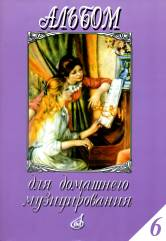 АЛЬБОМ
для домашнего
музицирования
6